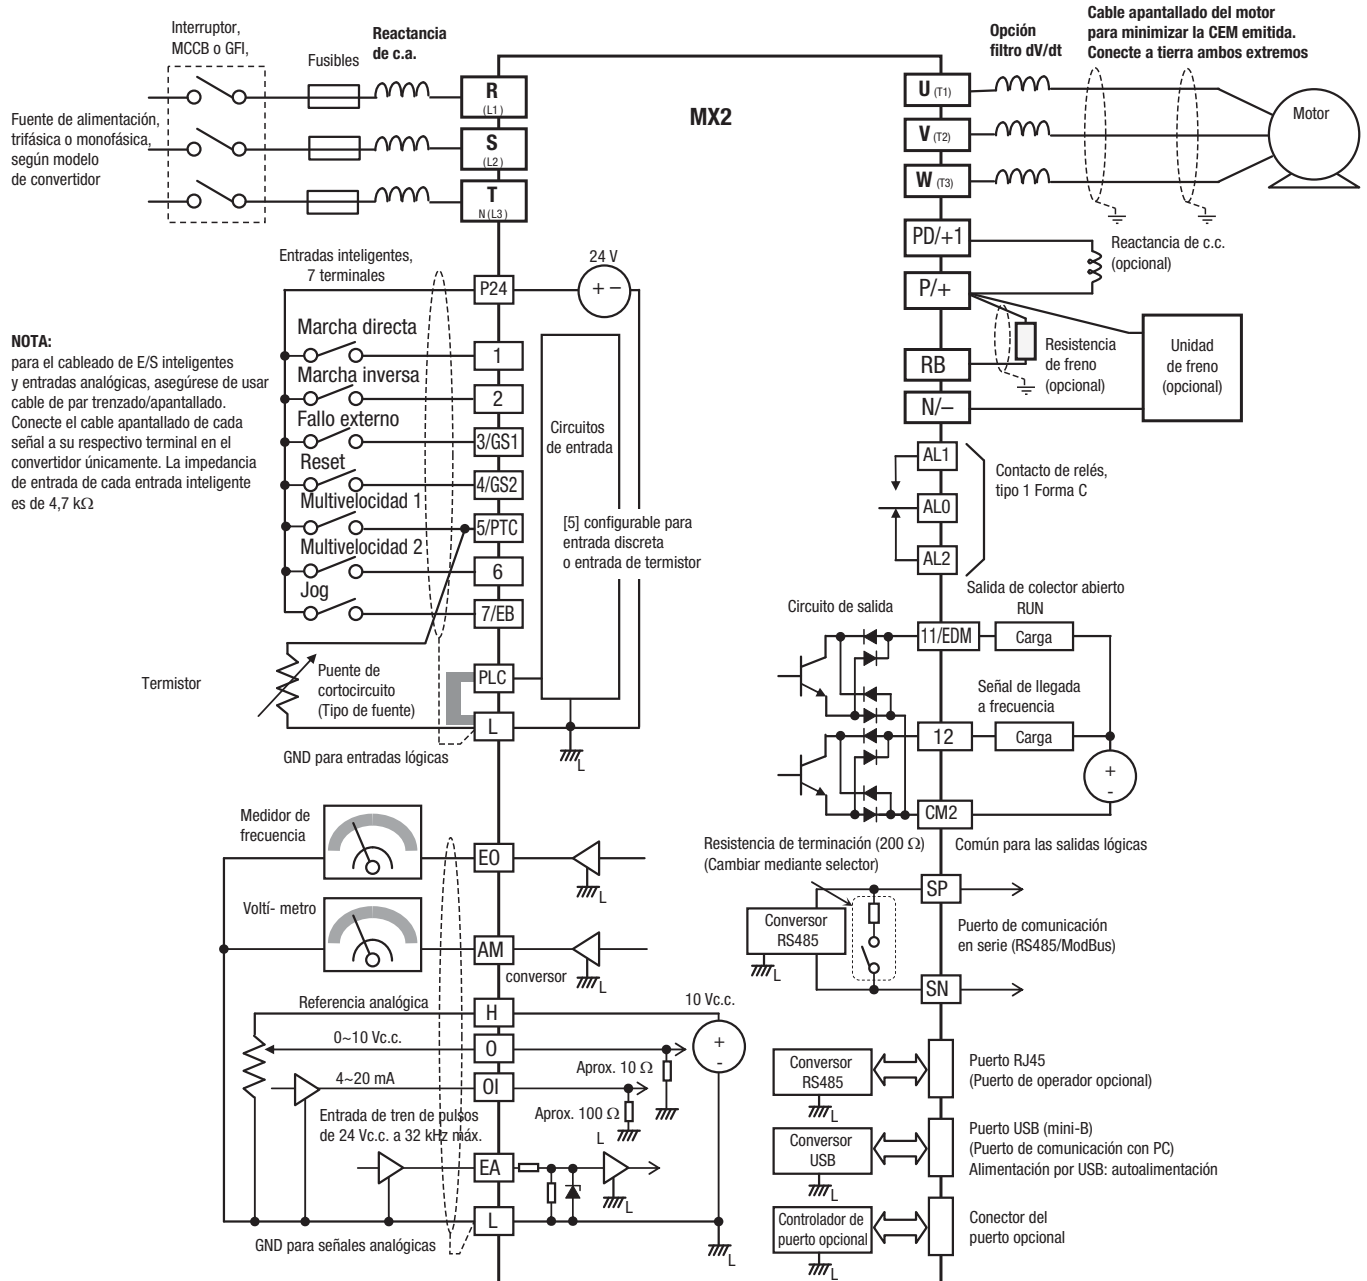 Interruptor,
MCCB o GFI,
Fusibles
Reactancia
de c.a.
Fuente de alimentación,
trifásica o monofásica,
según modelo
de convertidor
R
(L1)
S
(L2)
T
N(L3)
MX2
U (T1)
V (T2)
W (T3)
Opción
filtro dV/dt
Cable apantallado del motor
para minimizar la CEM emitida.
Conecte a tierra ambos extremos
Motor
PD/+1
P/+
RB
N/–
Reactancia de c.c.
(opcional)
Resistencia
de freno
(opcional)
Unidad
de freno
(opcional)
Entradas inteligentes,
7 terminales
P24
24 V
+ –
NOTA:
para el cableado de E/S inteligentes
y entradas analógicas, asegúrese de usar
cable de par trenzado/apantallado.
Conecte el cable apantallado de cada
señal a su respectivo terminal en el
convertidor únicamente. La impedancia
de entrada de cada entrada inteligente
es de 4,7 kΩ
Marcha directa
1
Marcha inversa
2
Fallo externo
3/GS1
Reset
4/GS2
Multivelocidad 1
5/PTC
Multivelocidad 2
6
Jog
7/EB
Circuitos
de entrada
[5] configurable para
entrada discreta
o entrada de termistor
Termistor
Puente de
cortocircuito
(Tipo de fuente)
PLC
L
L
GND para entradas lógicas
AL1
AL0
AL2
Contacto de relés,
tipo 1 Forma C
Salida de colector abierto
RUN
Circuito de salida
11/EDM
Carga
Señal de llegada
a frecuencia
12
Carga
+
-
CM2
Común para las salidas lógicas
Resistencia de terminación (200 Ω)
(Cambiar mediante selector)
SP
Conversor
RS485
L
Puerto de comunicación
en serie (RS485/ModBus)
SN
Medidor de
frecuencia
EO
L
Voltí- metro
AM
conversor
L
Referencia analógica
H
10 Vc.c.
0~10 Vc.c.
O
+
-
Aprox. 10 Ω
4~20 mA
OI
Aprox. 100 Ω
L
Entrada de tren de pulsos
de 24 Vc.c. a 32 kHz máx.
EA
L
L
GND para señales analógicas
L
Conversor
RS485
L
Puerto RJ45
(Puerto de operador opcional)
Conversor
USB
L
Puerto USB (mini-B)
(Puerto de comunicación con PC)
Alimentación por USB: autoalimentación
Controlador de
puerto opcional
L
Conector del
puerto opcional